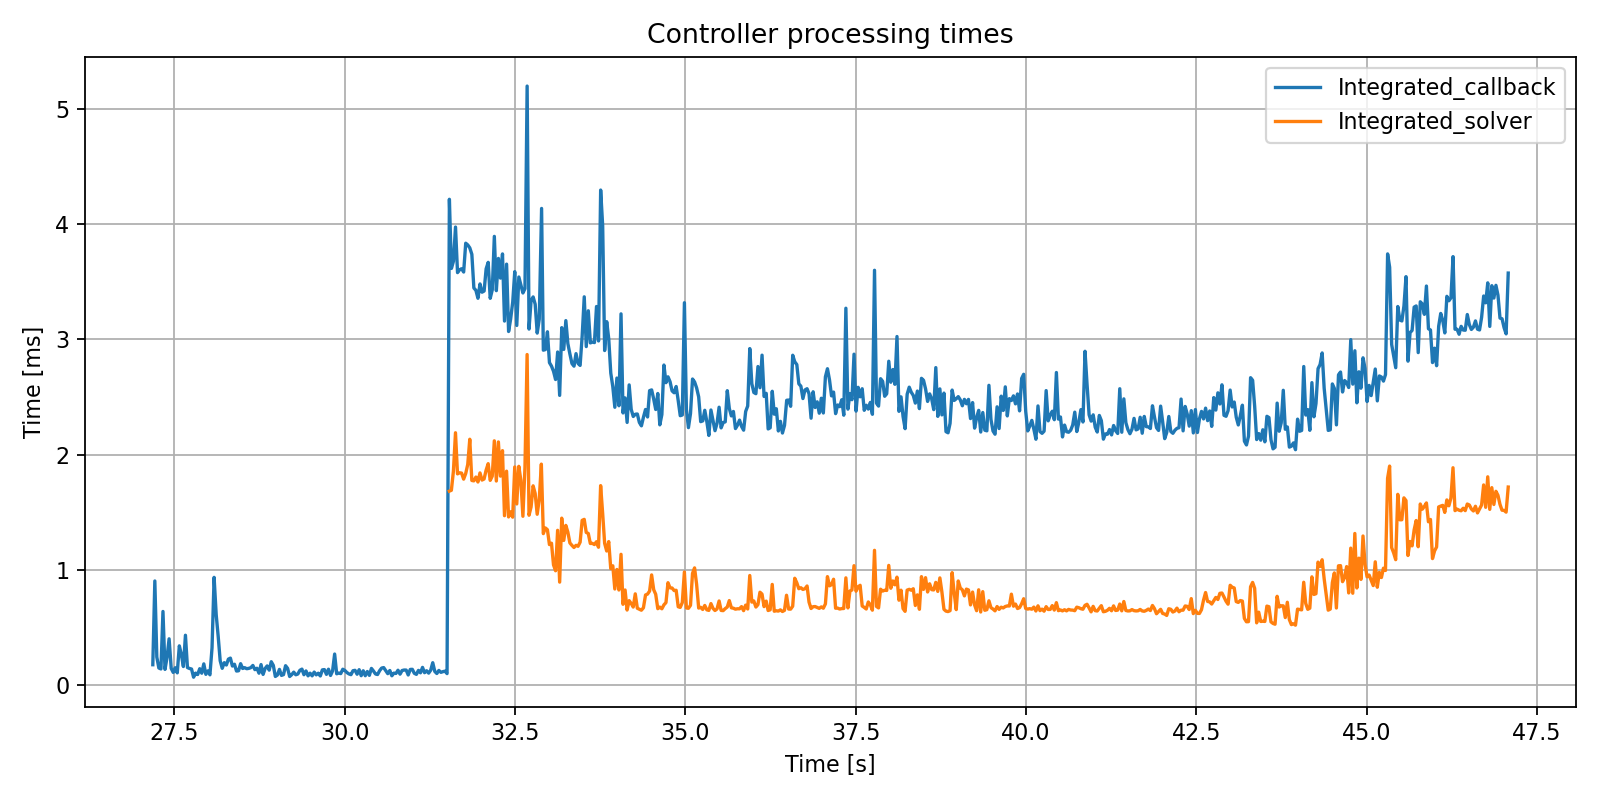 Controller processing times
Integrated_callback
Integrated_solver
Time [ms]
5
4
3
2
1
0
27.5 30.0 32.5 35.0 37.5 40.0 42.5 45.0 47.5
Time [s]